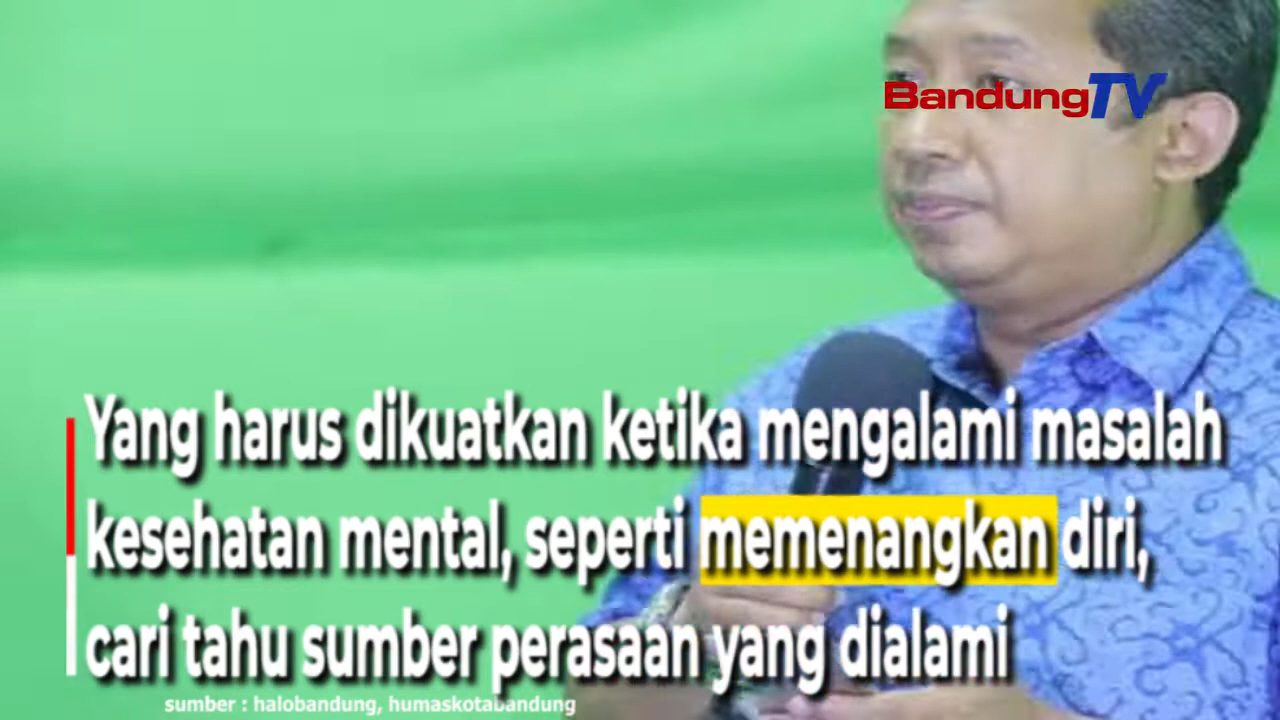 BandungTV
Yang harus dikuatkan ketika mengalami masalah
kesehatan mental, seperti memenangkan diri,
cari tahu sumber perasaan yang dialami
sumber : halobandung, humaskotabandung